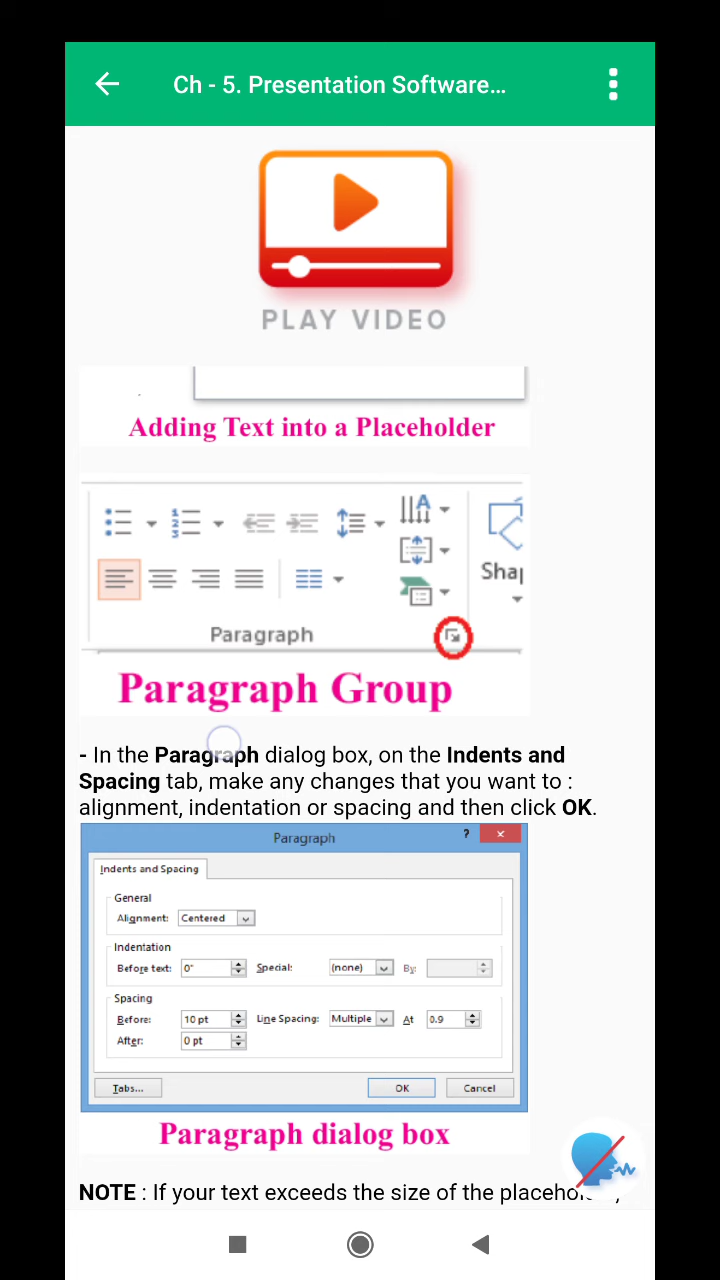 Ch - 5. Presentation Software...
PLAY VIDEO
Adding Text into a Placeholder
Paragraph
Paragraph Group
- In the Paragraph dialog box, on the Indents and
Spacing tab, make any changes that you want to :
alignment, indentation or spacing and then click OK.
Paragraph ?
Indents and Spacing
General
Alignment: Centered
Indentation
Before text: 0" Special: (none) By:
Spacing
Before: 10 pt Line Spacing: Multiple At 0.9
After: 0 pt
Tabs... OK Cancel
Paragraph dialog box
NOTE : If your text exceeds the size of the